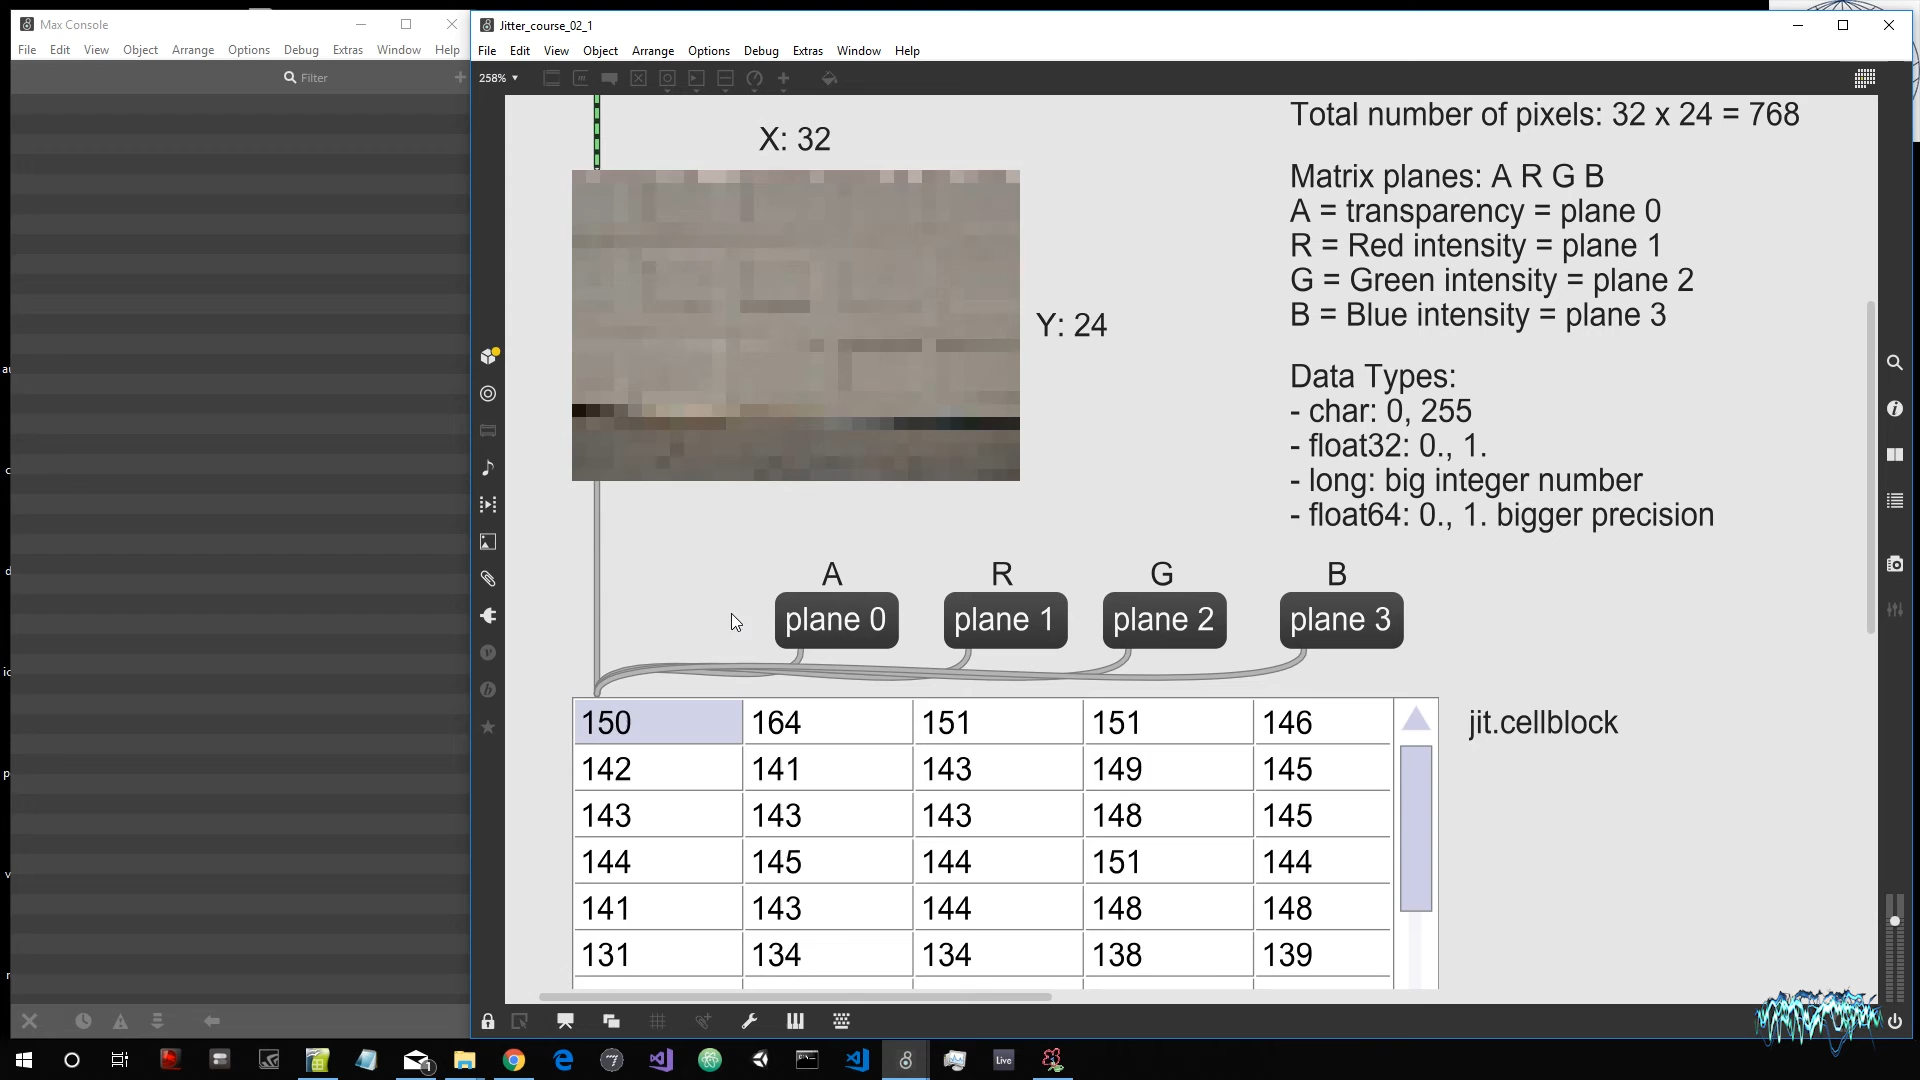 Max Console
File Edit View Object Arrange Options Debug Extras Window Help
Filter
Jitter_course_02_1
File Edit View Object Arrange Options Debug Extras Window Help
258%
X: 32
Y: 24
Total number of pixels: 32 x 24 = 768
Matrix planes: A R G B
A = transparency = plane 0
R = Red intensity = plane 1
G = Green intensity = plane 2
B = Blue intensity = plane 3
Data Types:
- char: 0, 255
- float32: 0., 1.
- long: big integer number
- float64: 0., 1. bigger precision
A R G B
plane 0 plane 1 plane 2 plane 3
150 164 151 151 146
142 141 143 149 145
143 143 143 148 145
144 145 144 151 144
141 143 144 148 148
131 134 134 138 139
jit.cellblock
Live